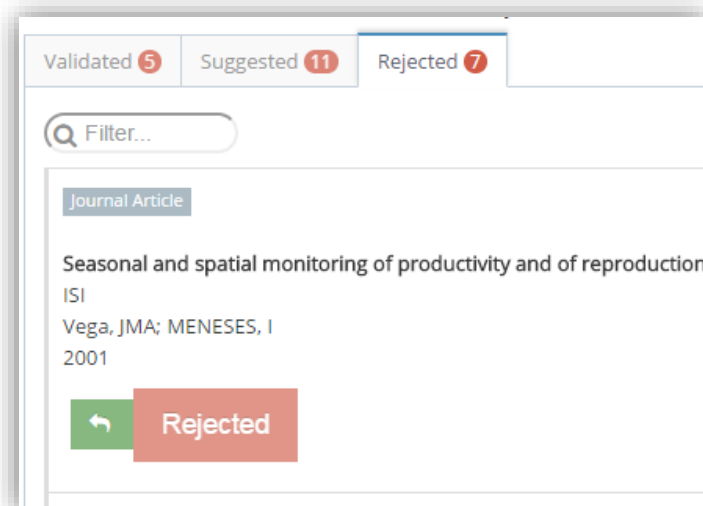 Validated 5 Suggested 11 Rejected 7
Filter...
Journal Article
Seasonal and spatial monitoring of productivity and of reproduction
ISI
Vega, JMA; MENESES, I
2001
Rejected